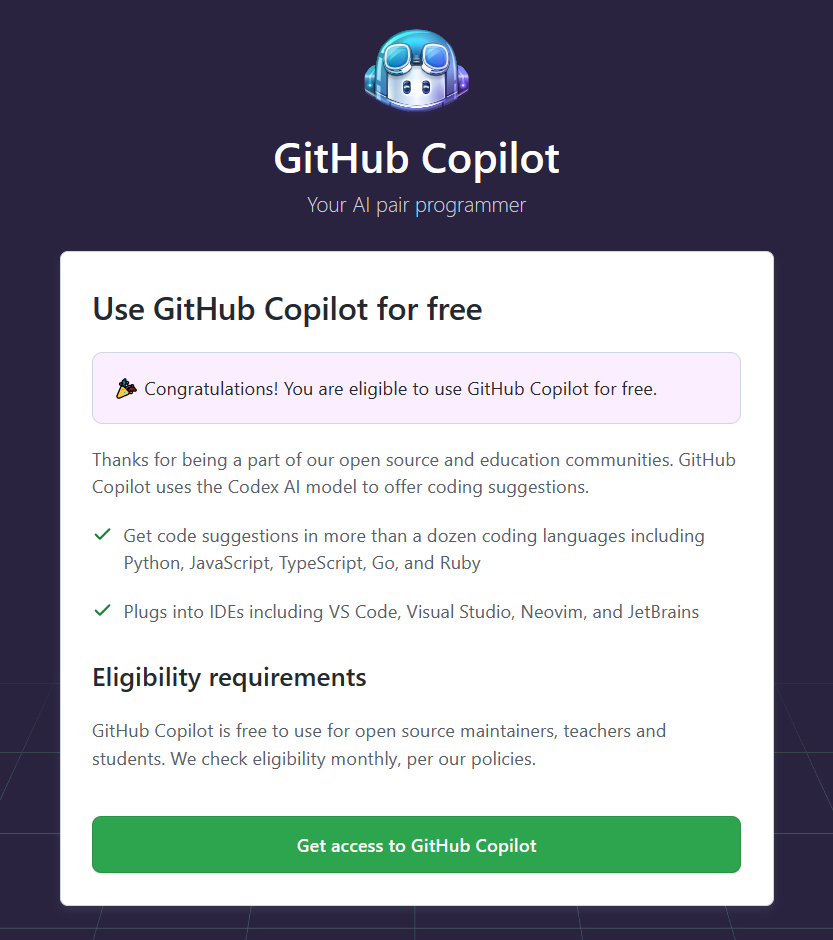 GitHub Copilot
Your AI pair programmer
Use GitHub Copilot for free
Congratulations! You are eligible to use GitHub Copilot for free.
Thanks for being a part of our open source and education communities. GitHub
Copilot uses the Codex AI model to offer coding suggestions.
Get code suggestions in more than a dozen coding languages including
Python, JavaScript, TypeScript, Go, and Ruby
Plugs into IDEs including VS Code, Visual Studio, Neovim, and JetBrains
Eligibility requirements
GitHub Copilot is free to use for open source maintainers, teachers and
students. We check eligibility monthly, per our policies.
Get access to GitHub Copilot